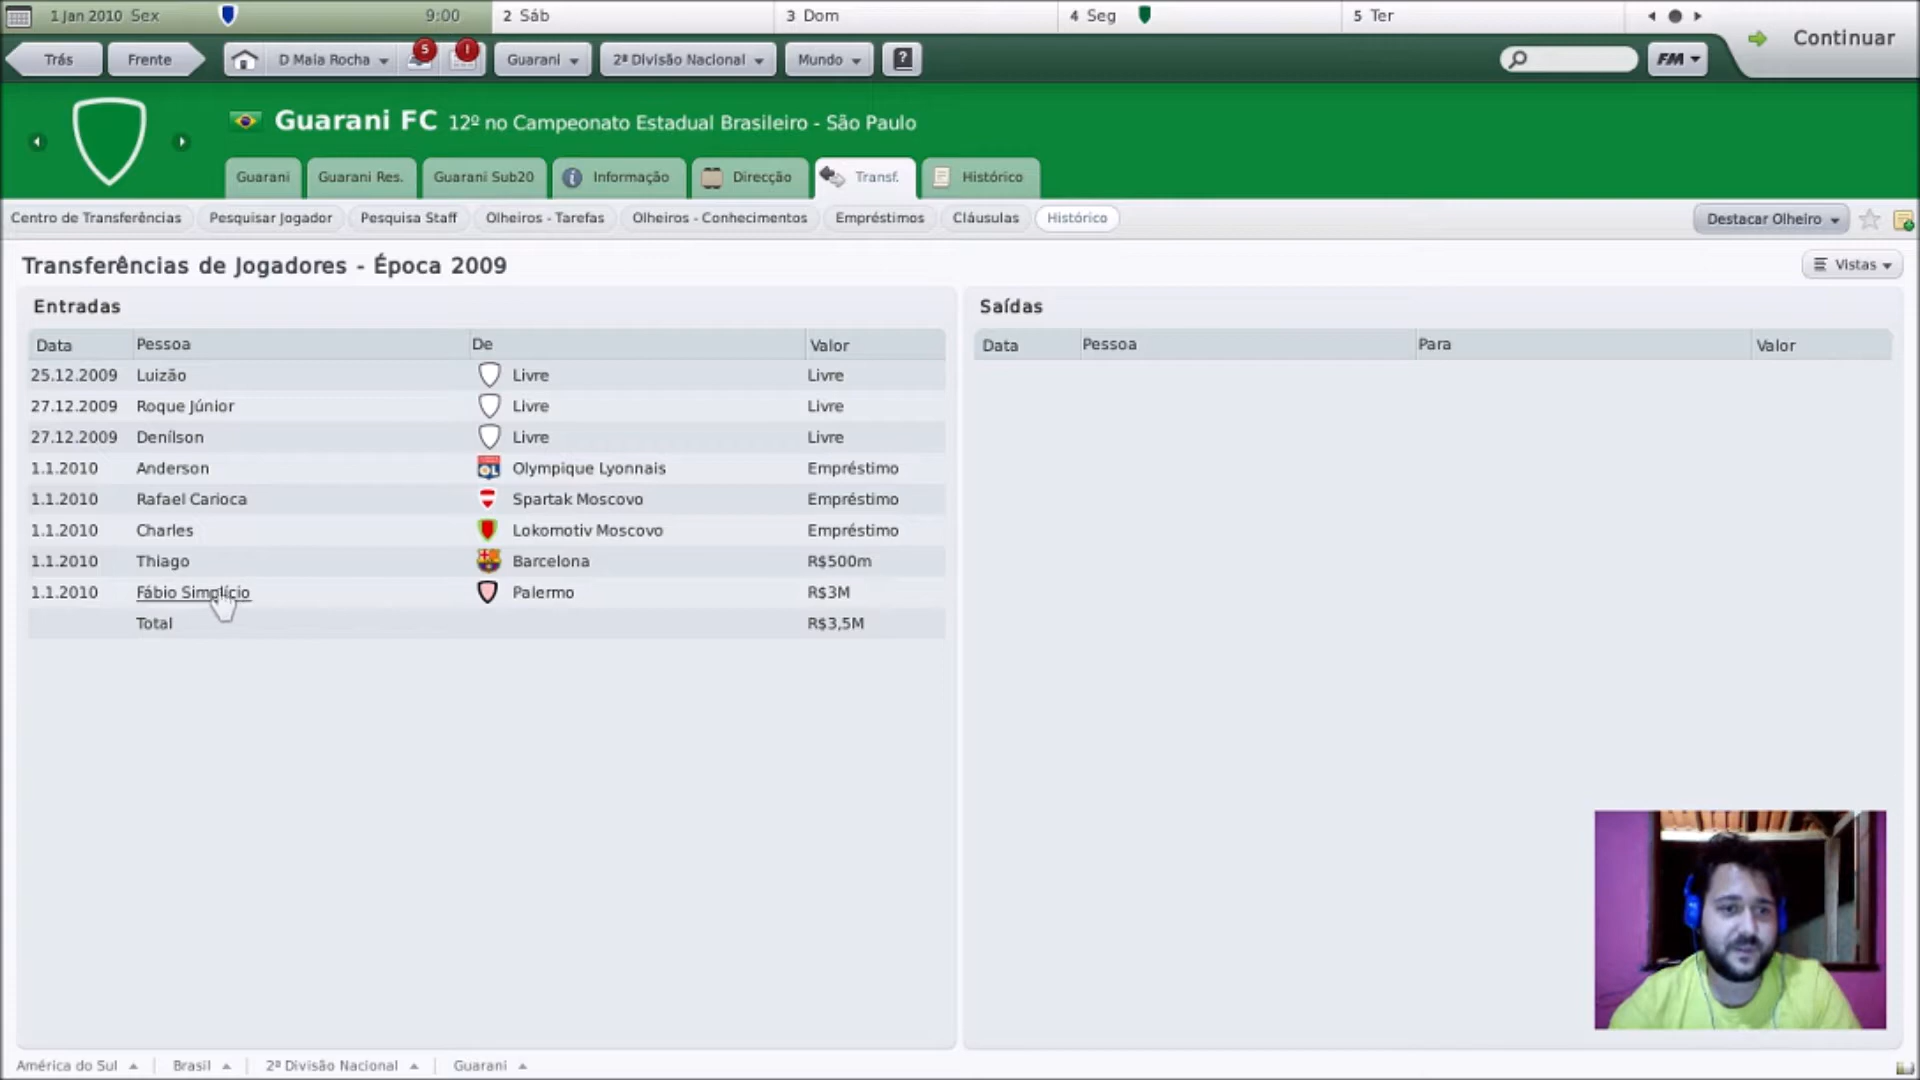 1 Jan 2010 Sex 9:00 2 Sáb 3 Dom 4 Seg 5 Ter
Continuar
Trás Frente D Maia Rocha 5 ! Guarani 2ª Divisão Nacional Mundo ? FM
Guarani FC 12º no Campeonato Estadual Brasileiro - São Paulo
Guarani Guarani Res. Guarani Sub20 Informação Direcção Transf. Histórico
Centro de Transferências Pesquisar Jogador Pesquisa Staff Olheiros - Tarefas Olheiros - Conhecimentos Empréstimos Cláusulas Histórico Destacar Olheiro
Transferências de Jogadores - Época 2009 Vistas
Entradas
Data Pessoa De Valor
25.12.2009 Luizão Livre Livre
27.12.2009 Roque Júnior Livre Livre
27.12.2009 Denílson Livre Livre
1.1.2010 Anderson Olympique Lyonnais Empréstimo
1.1.2010 Rafael Carioca Spartak Moscovo Empréstimo
1.1.2010 Charles Lokomotiv Moscovo Empréstimo
1.1.2010 Thiago Barcelona R$500m
1.1.2010 Fábio Simplício Palermo R$3M
Total R$3,5M
Saídas
Data Pessoa Para Valor
América do Sul Brasil 2ª Divisão Nacional Guarani